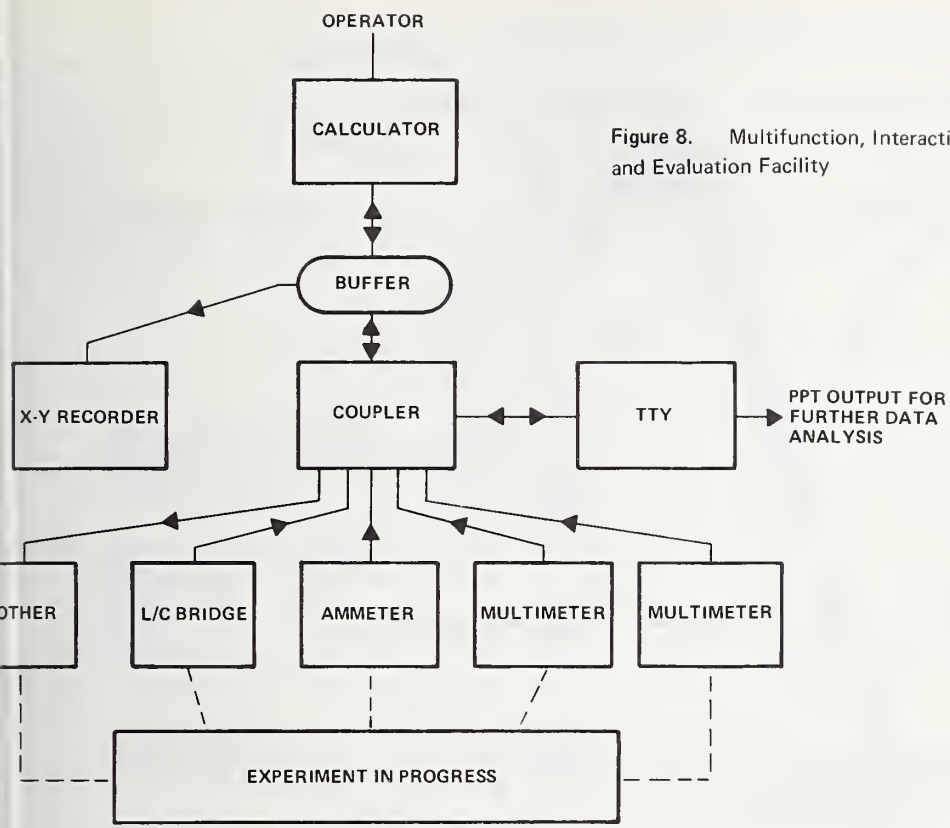 OPERATOR
CALCULATOR
Figure 8. Multifunction,
and Evaluation Facility
BUFFER
X-Y RECORDER
COUPLER
TTY
PPT OUTPUT FOR
FURTHER DATA
ANALYSIS
OTHER
L/C BRIDGE
AMMETER
MULTIMETER
MULTIMETER
EXPERIMENT IN PROGRESS